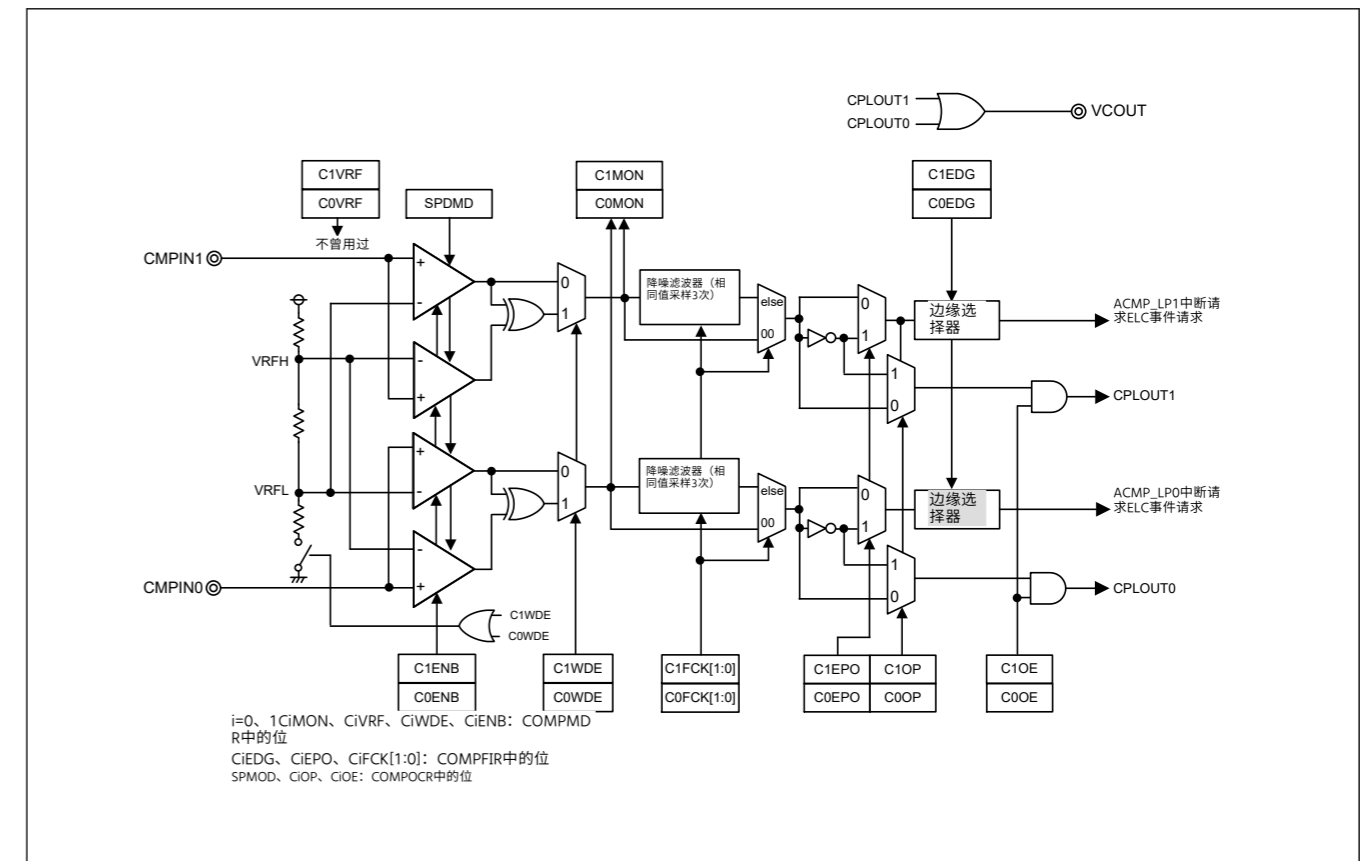 CPLOUT1
CPLOUT0
VCOUT
C1VRF
C0VRF
不曾用过
SPDMD
C1MON
C0MON
C1EDG
C0EDG
CMPIN1
+
-
0
1
降噪滤波器（相
同值采样3次）
else
00
0
1
边缘选
择器
ACMP_LP1中断请
求ELC事件请求
VRFH
-
+
1
0
CPLOUT1
VRFL
+
-
0
1
降噪滤波器（相
同值采样3次）
else
00
0
1
边缘选
择器
ACMP_LP0中断请
求ELC事件请求
CMPIN0
-
+
1
0
CPLOUT0
C1WDE
C0WDE
C1ENB
C0ENB
C1WDE
C0WDE
C1FCK[1:0]
C0FCK[1:0]
C1EPO
C0EPO
C1OP
C0OP
C1OE
C0OE
i=0、1CiMON、CiVRF、CiWDE、CiENB：COMPMD
R中的位
CiEDG、CiEPO、CiFCK[1:0]：COMPFIR中的位
SPMOD、CiOP、CiOE：COMPOCR中的位